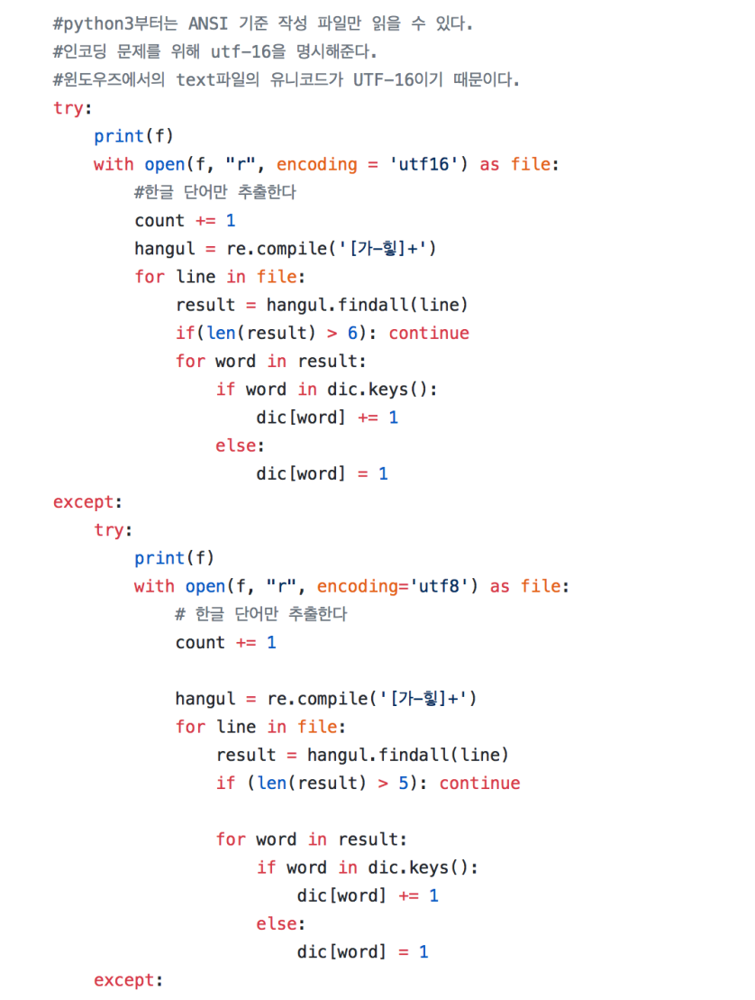 #python3부터는 ANSI 기준 작성 파일만 읽을 수 있다.
#인코딩 문제를 위해 utf-16을 명시해준다.
#윈도우즈에서의 text파일의 유니코드가 UTF-16이기 때문이다.
try:
    print(f)
    with open(f, "r", encoding = 'utf16') as file:
        #한글 단어만 추출한다
        count += 1
        hangul = re.compile('[가-힣]+')
        for line in file:
            result = hangul.findall(line)
            if(len(result) > 6): continue
            for word in result:
                if word in dic.keys():
                    dic[word] += 1
                else:
                    dic[word] = 1
except:
    try:
        print(f)
        with open(f, "r", encoding='utf8') as file:
            # 한글 단어만 추출한다
            count += 1

            hangul = re.compile('[가-힣]+')
            for line in file:
                result = hangul.findall(line)
                if (len(result) > 5): continue

                for word in result:
                    if word in dic.keys():
                        dic[word] += 1
                    else:
                        dic[word] = 1
    except: